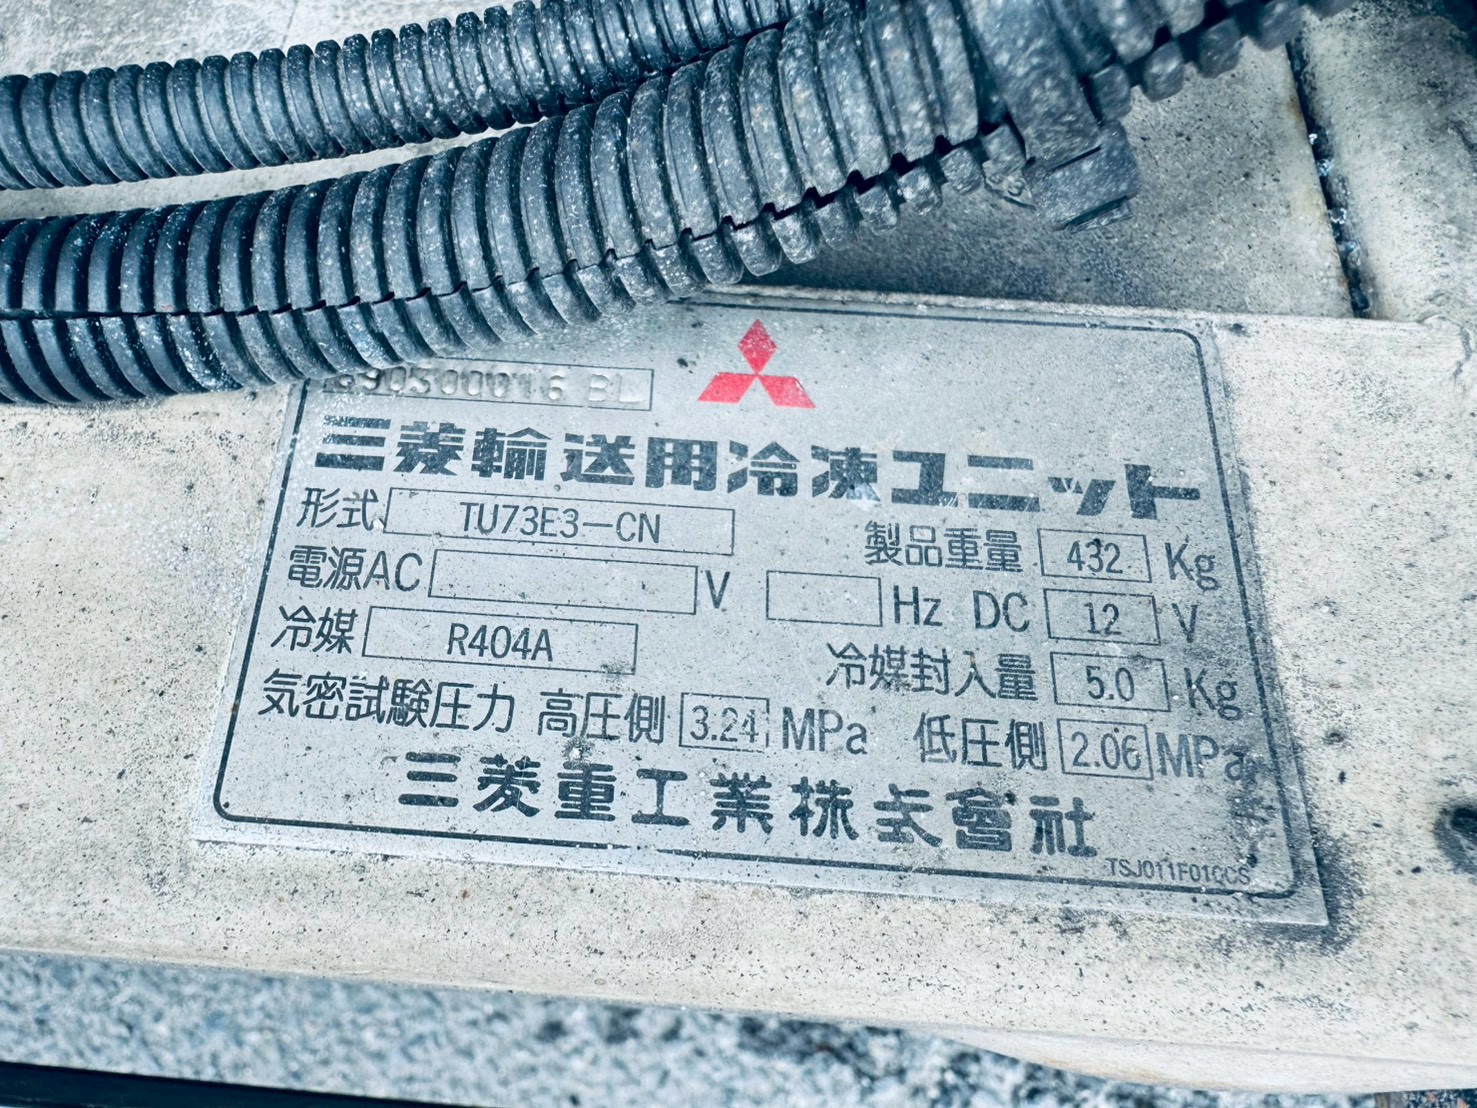 90500016 BL
三菱輸送用冷凍ユニット
形式 TU73E3-CN 製品重量 432 Kg
電源AC V Hz DC 12 V
冷媒 R404A 冷媒封入量 5.0 Kg
気密試験圧力 高圧側 3.24 MPa 低圧側 2.06 MPa
三菱重工業株式會社